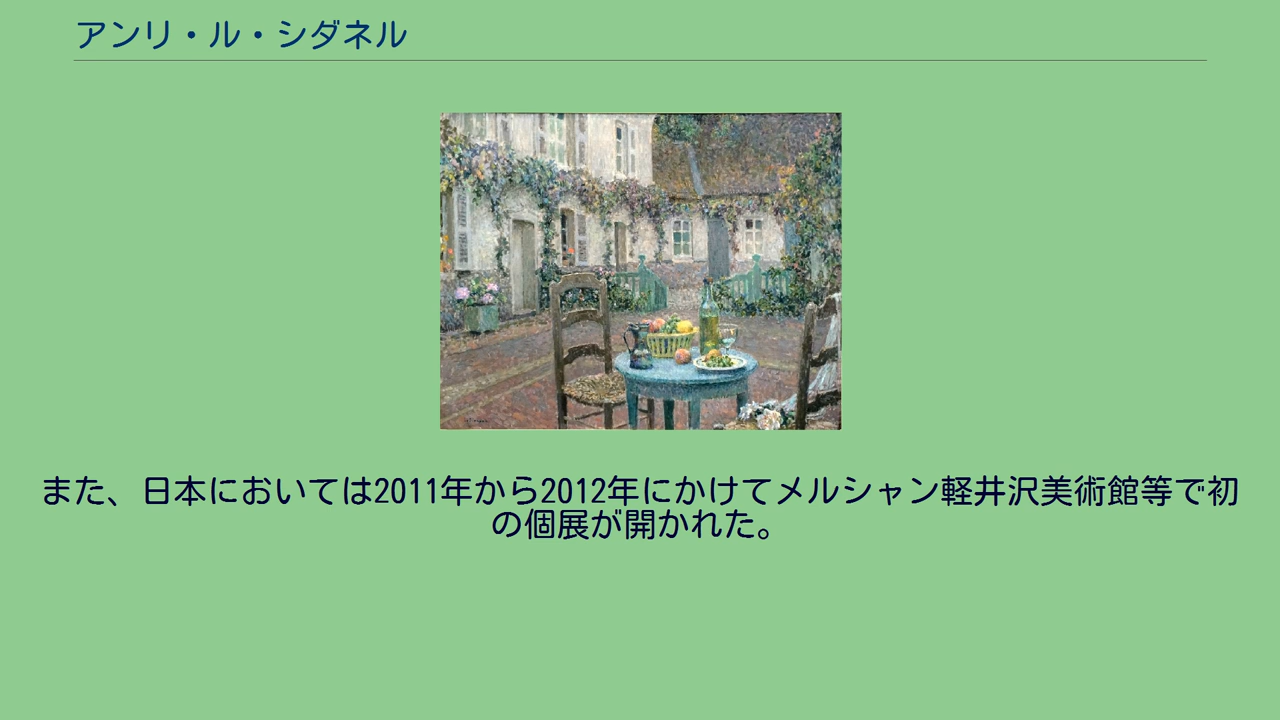 アンリ・ル・シダネル
また、日本においては2011年から2012年にかけてメルシャン軽井沢美術館等で初
の個展が開かれた。